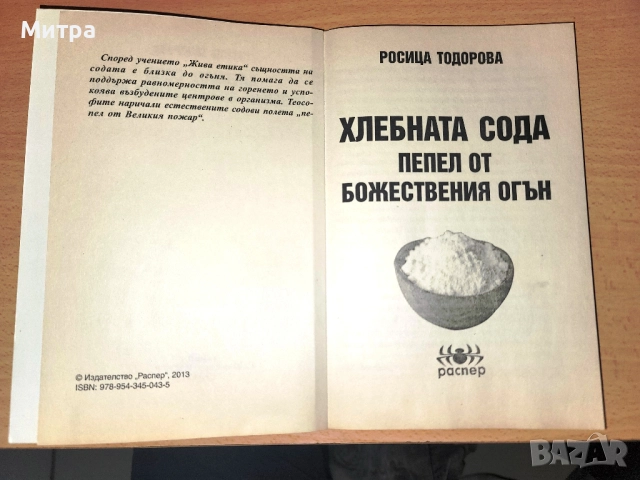 Митра
Според учението „Жива етика“ същността на
содата е близка до огъня. Тя помага да се
поддържа равномерността на горенето и успо-
коява възбудените центрове в организма. Теосо-
фите наричали естествените содови полета „пе-
пел от Великия пожар“.
© Издателство „Распер“, 2013
ISBN: 978-954-345-043-5
РОСИЦА ТОДОРОВА
ХЛЕБНАТА СОДА
ПЕПЕЛ ОТ
БОЖЕСТВЕНИЯ ОГЪН
распер
BAZAR